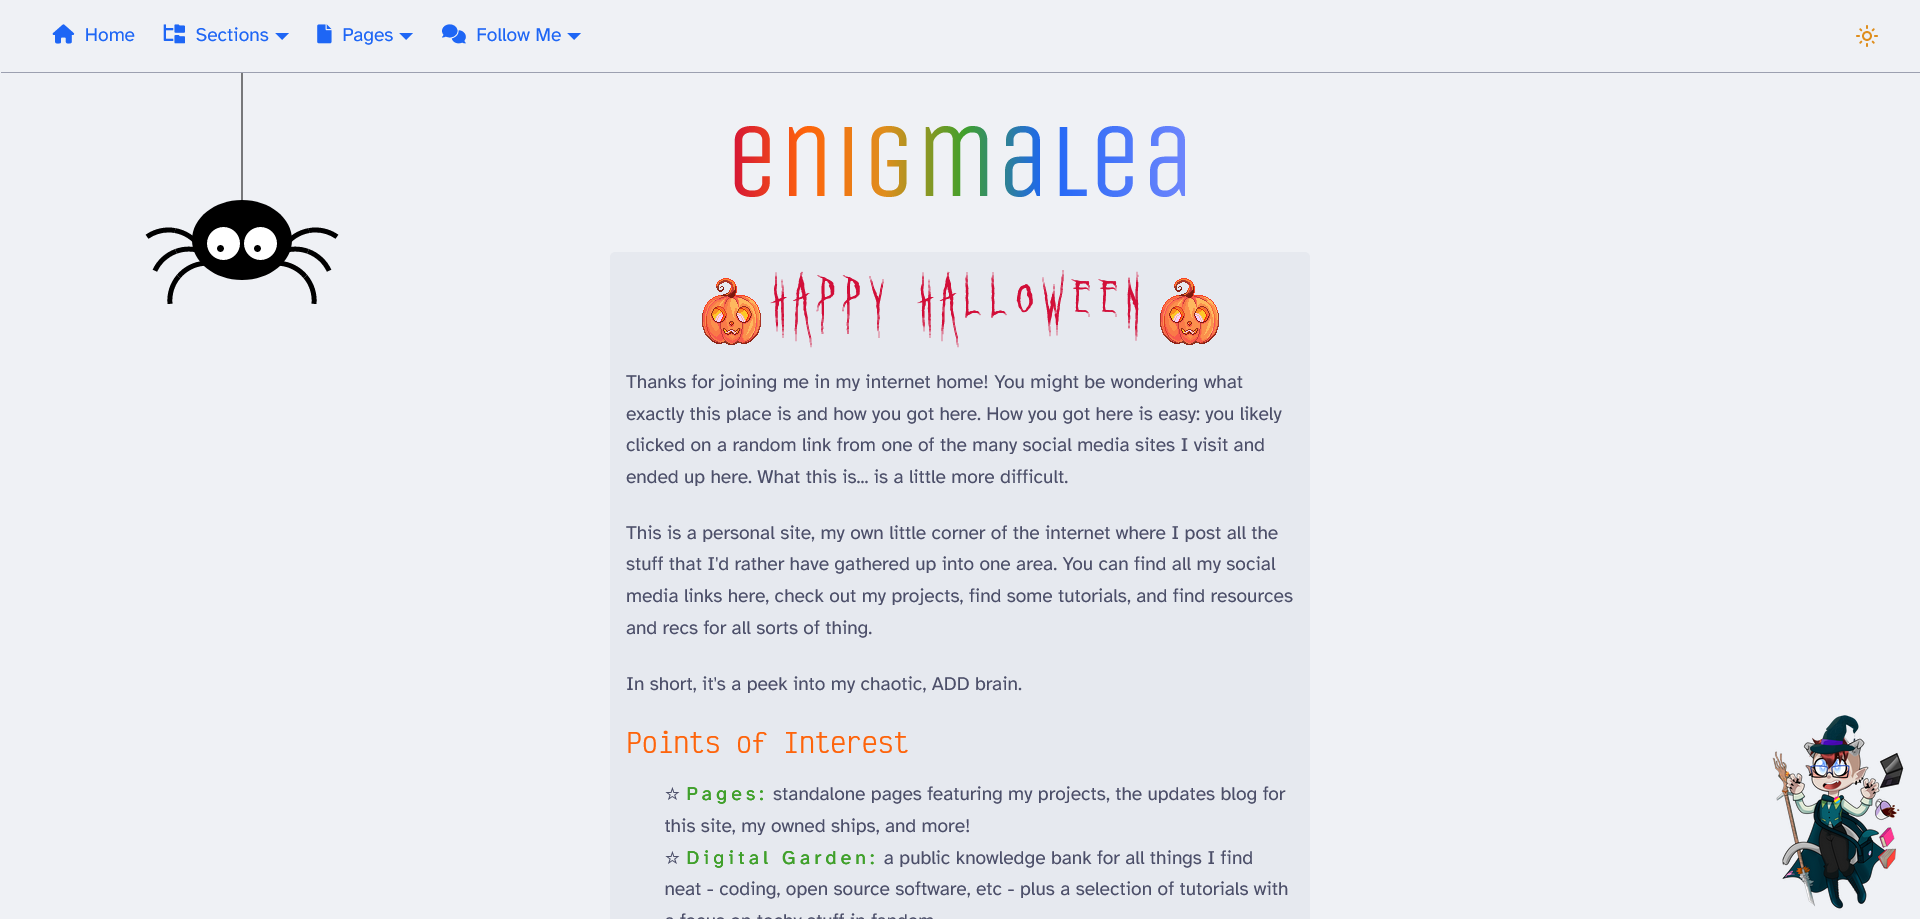 Home Sections Pages Follow Me
enigmalea
HAPPY HALLOWEEN
Thanks for joining me in my internet home! You might be wondering what
exactly this place is and how you got here. How you got here is easy: you likely
clicked on a random link from one of the many social media sites I visit and
ended up here. What this is... is a little more difficult.
This is a personal site, my own little corner of the internet where I post all the
stuff that I'd rather have gathered up into one area. You can find all my social
media links here, check out my projects, find some tutorials, and find resources
and recs for all sorts of thing.
In short, it's a peek into my chaotic, ADD brain.
Points of Interest
☆ Pages: standalone pages featuring my projects, the updates blog for
this site, my owned ships, and more!
☆ Digital Garden: a public knowledge bank for all things I find
neat - coding, open source software, etc - plus a selection of tutorials with
a focus on techy stuff in fandom